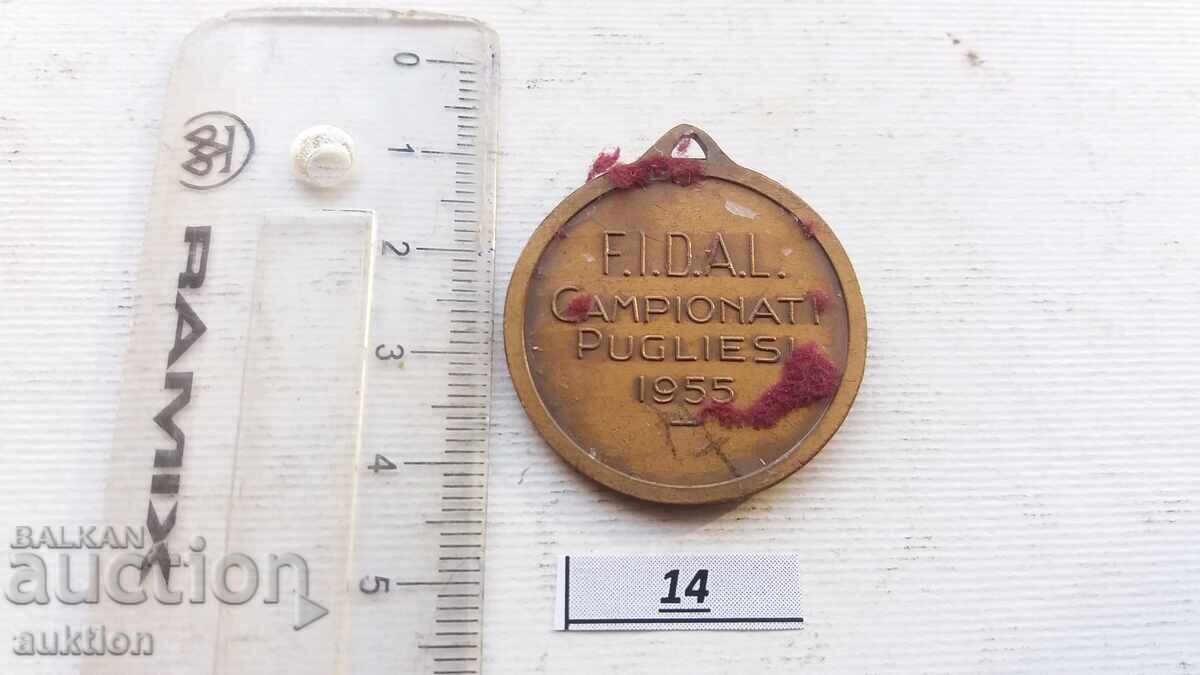 F.I.D.A.L.
CAMPIONATI
PUGLIESI
1955
14
0
1
2
3
4
5
RAMIX
BALKAN
auction
auktion